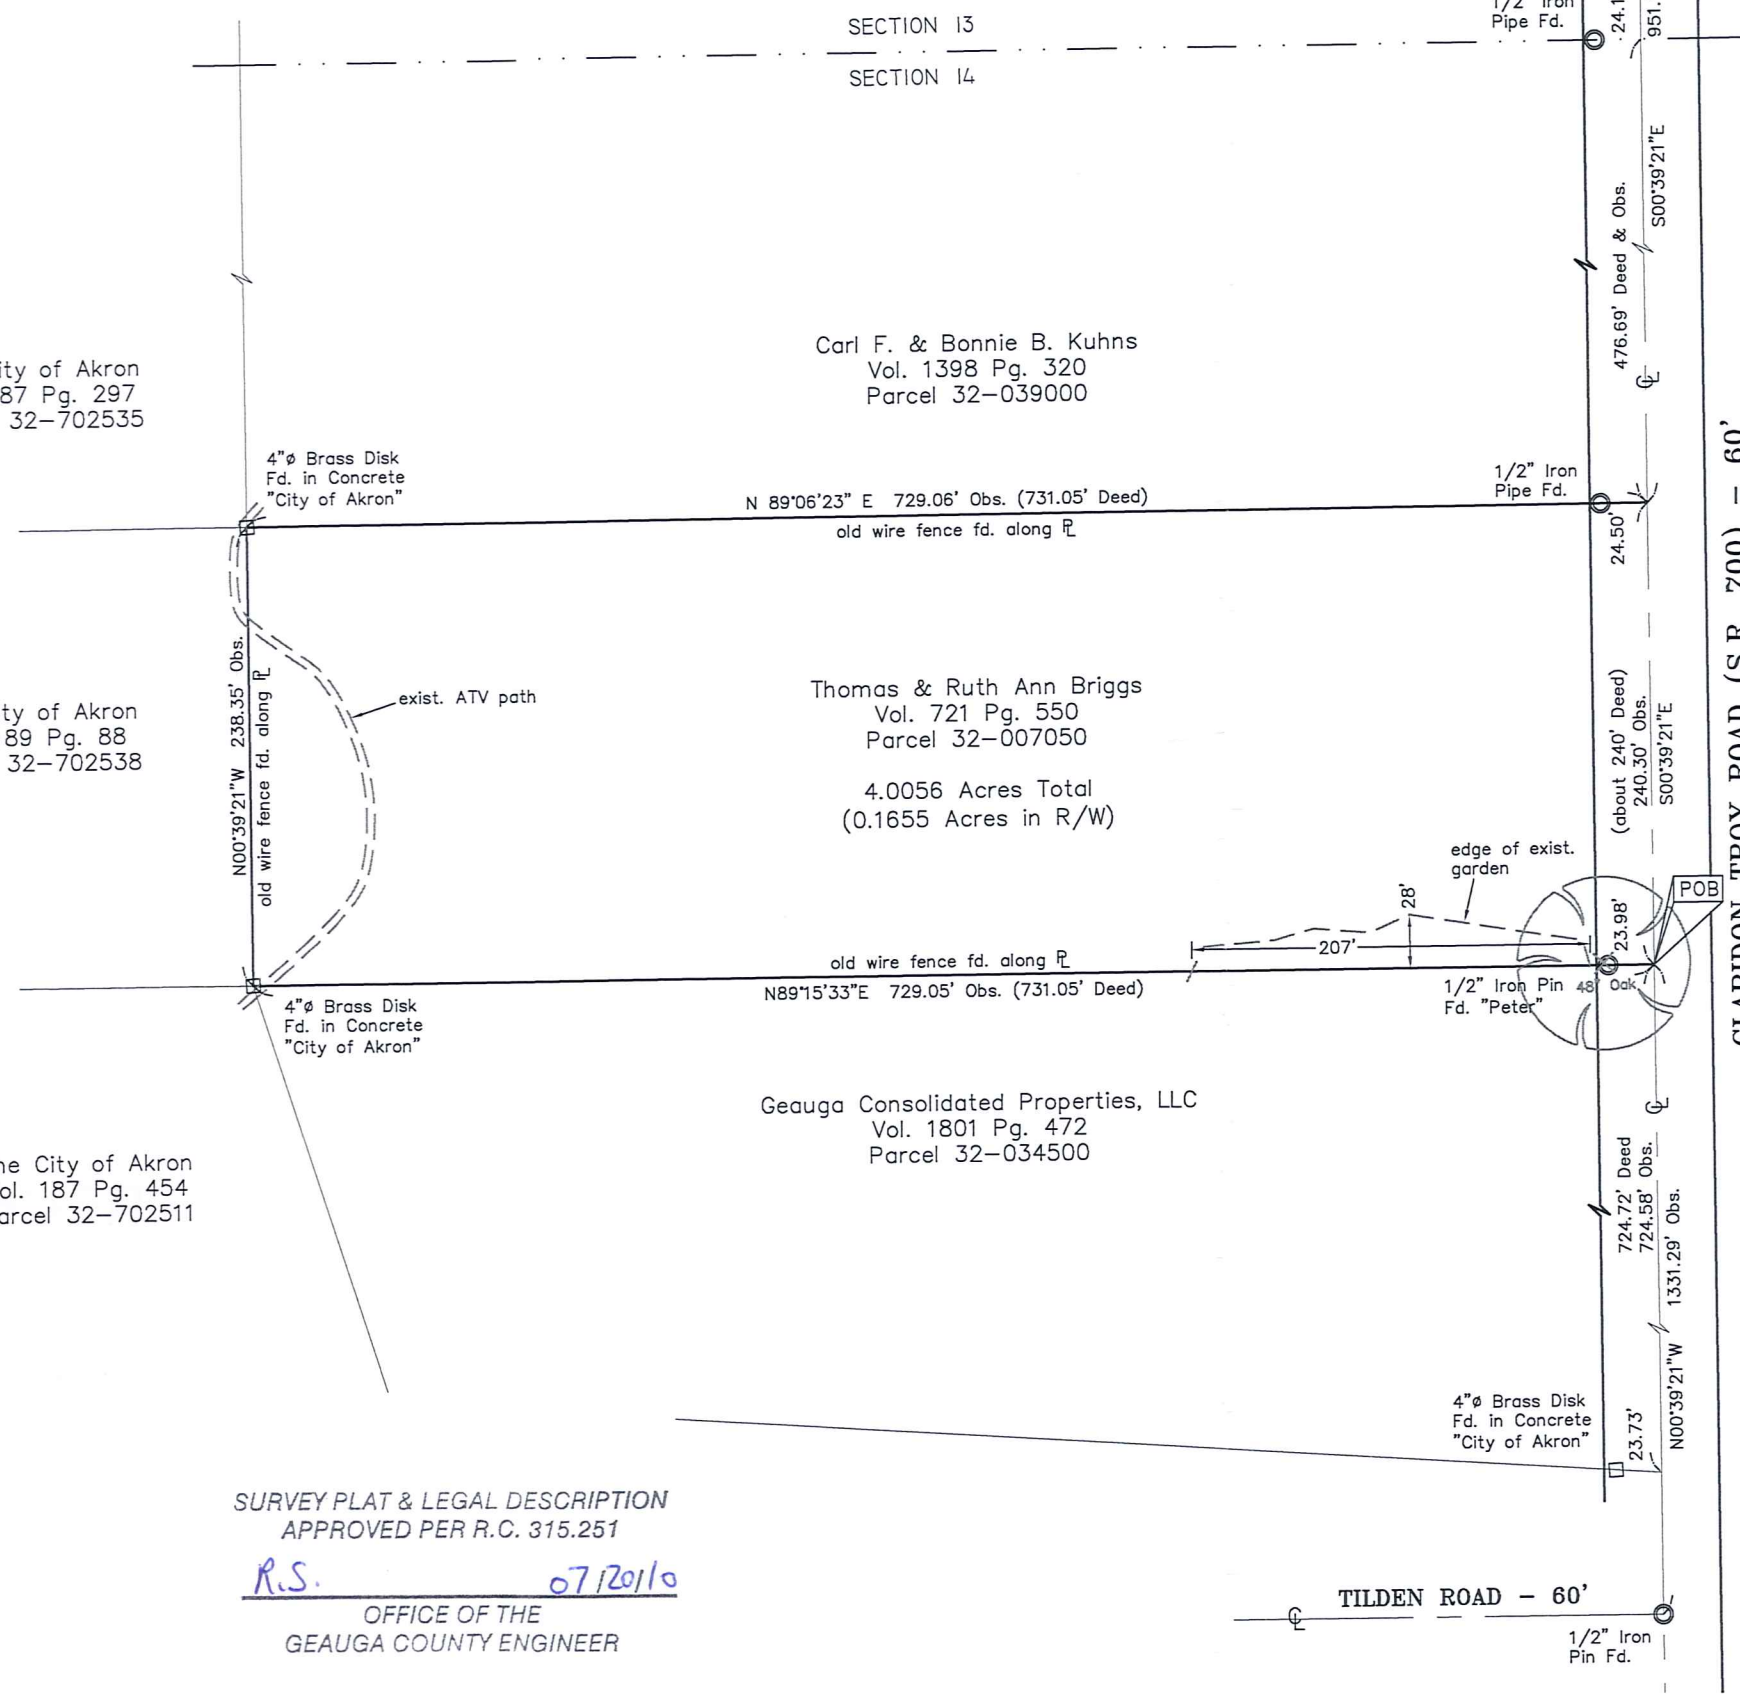 SECTION 13
SECTION 14
1/2" Iron
Pipe Fd.
S00°39'21"E
476.69' Deed & Obs.
Carl F. & Bonnie B. Kuhns
Vol. 1398 Pg. 320
Parcel 32-039000
of Akron
Pg. 297
32-702535
4"ø Brass Disk
Fd. in Concrete
"City of Akron"
N 89°06'23" E 729.06' Obs. (731.05' Deed)
old wire fence fd. along PL
1/2" Iron
Pipe Fd.
24.50'
N00°39'21"W 238.35' Obs.
old wire fence fd. along PL
exist. ATV path
of Akron
89 Pg. 88
32-702538
Thomas & Ruth Ann Briggs
Vol. 721 Pg. 550
Parcel 32-007050
4.0056 Acres Total
(0.1655 Acres in R/W)
(about 240' Deed)
240.30' Obs.
S00°39'21"E
ROAD (S.R. 700) - 60'
edge of exist.
garden
28'
207'
23.98'
POB
old wire fence fd. along PL
N89°15'33"E 729.05' Obs. (731.05' Deed)
1/2" Iron Pin
Fd. "Peter"
Oak
4"ø Brass Disk
Fd. in Concrete
"City of Akron"
Geauga Consolidated Properties, LLC
Vol. 1801 Pg. 472
Parcel 32-034500
City of Akron
Pg. 454
32-702511
724.72' Deed
724.58' Obs.
N00°39'21"W 1331.29' Obs.
4"ø Brass Disk
Fd. in Concrete
"City of Akron"
23.73'
SURVEY PLAT & LEGAL DESCRIPTION
APPROVED PER R.C. 315.251
R.S. 07/20/10
OFFICE OF THE
GEAUGA COUNTY ENGINEER
TILDEN ROAD - 60'
1/2" Iron
Pin Fd.